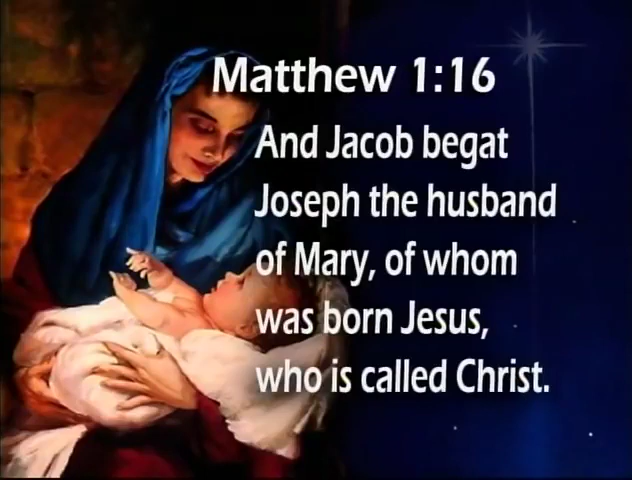 Matthew 1:16
And Jacob begat
Joseph the husband
of Mary, of whom
was born Jesus,
who is called Christ.